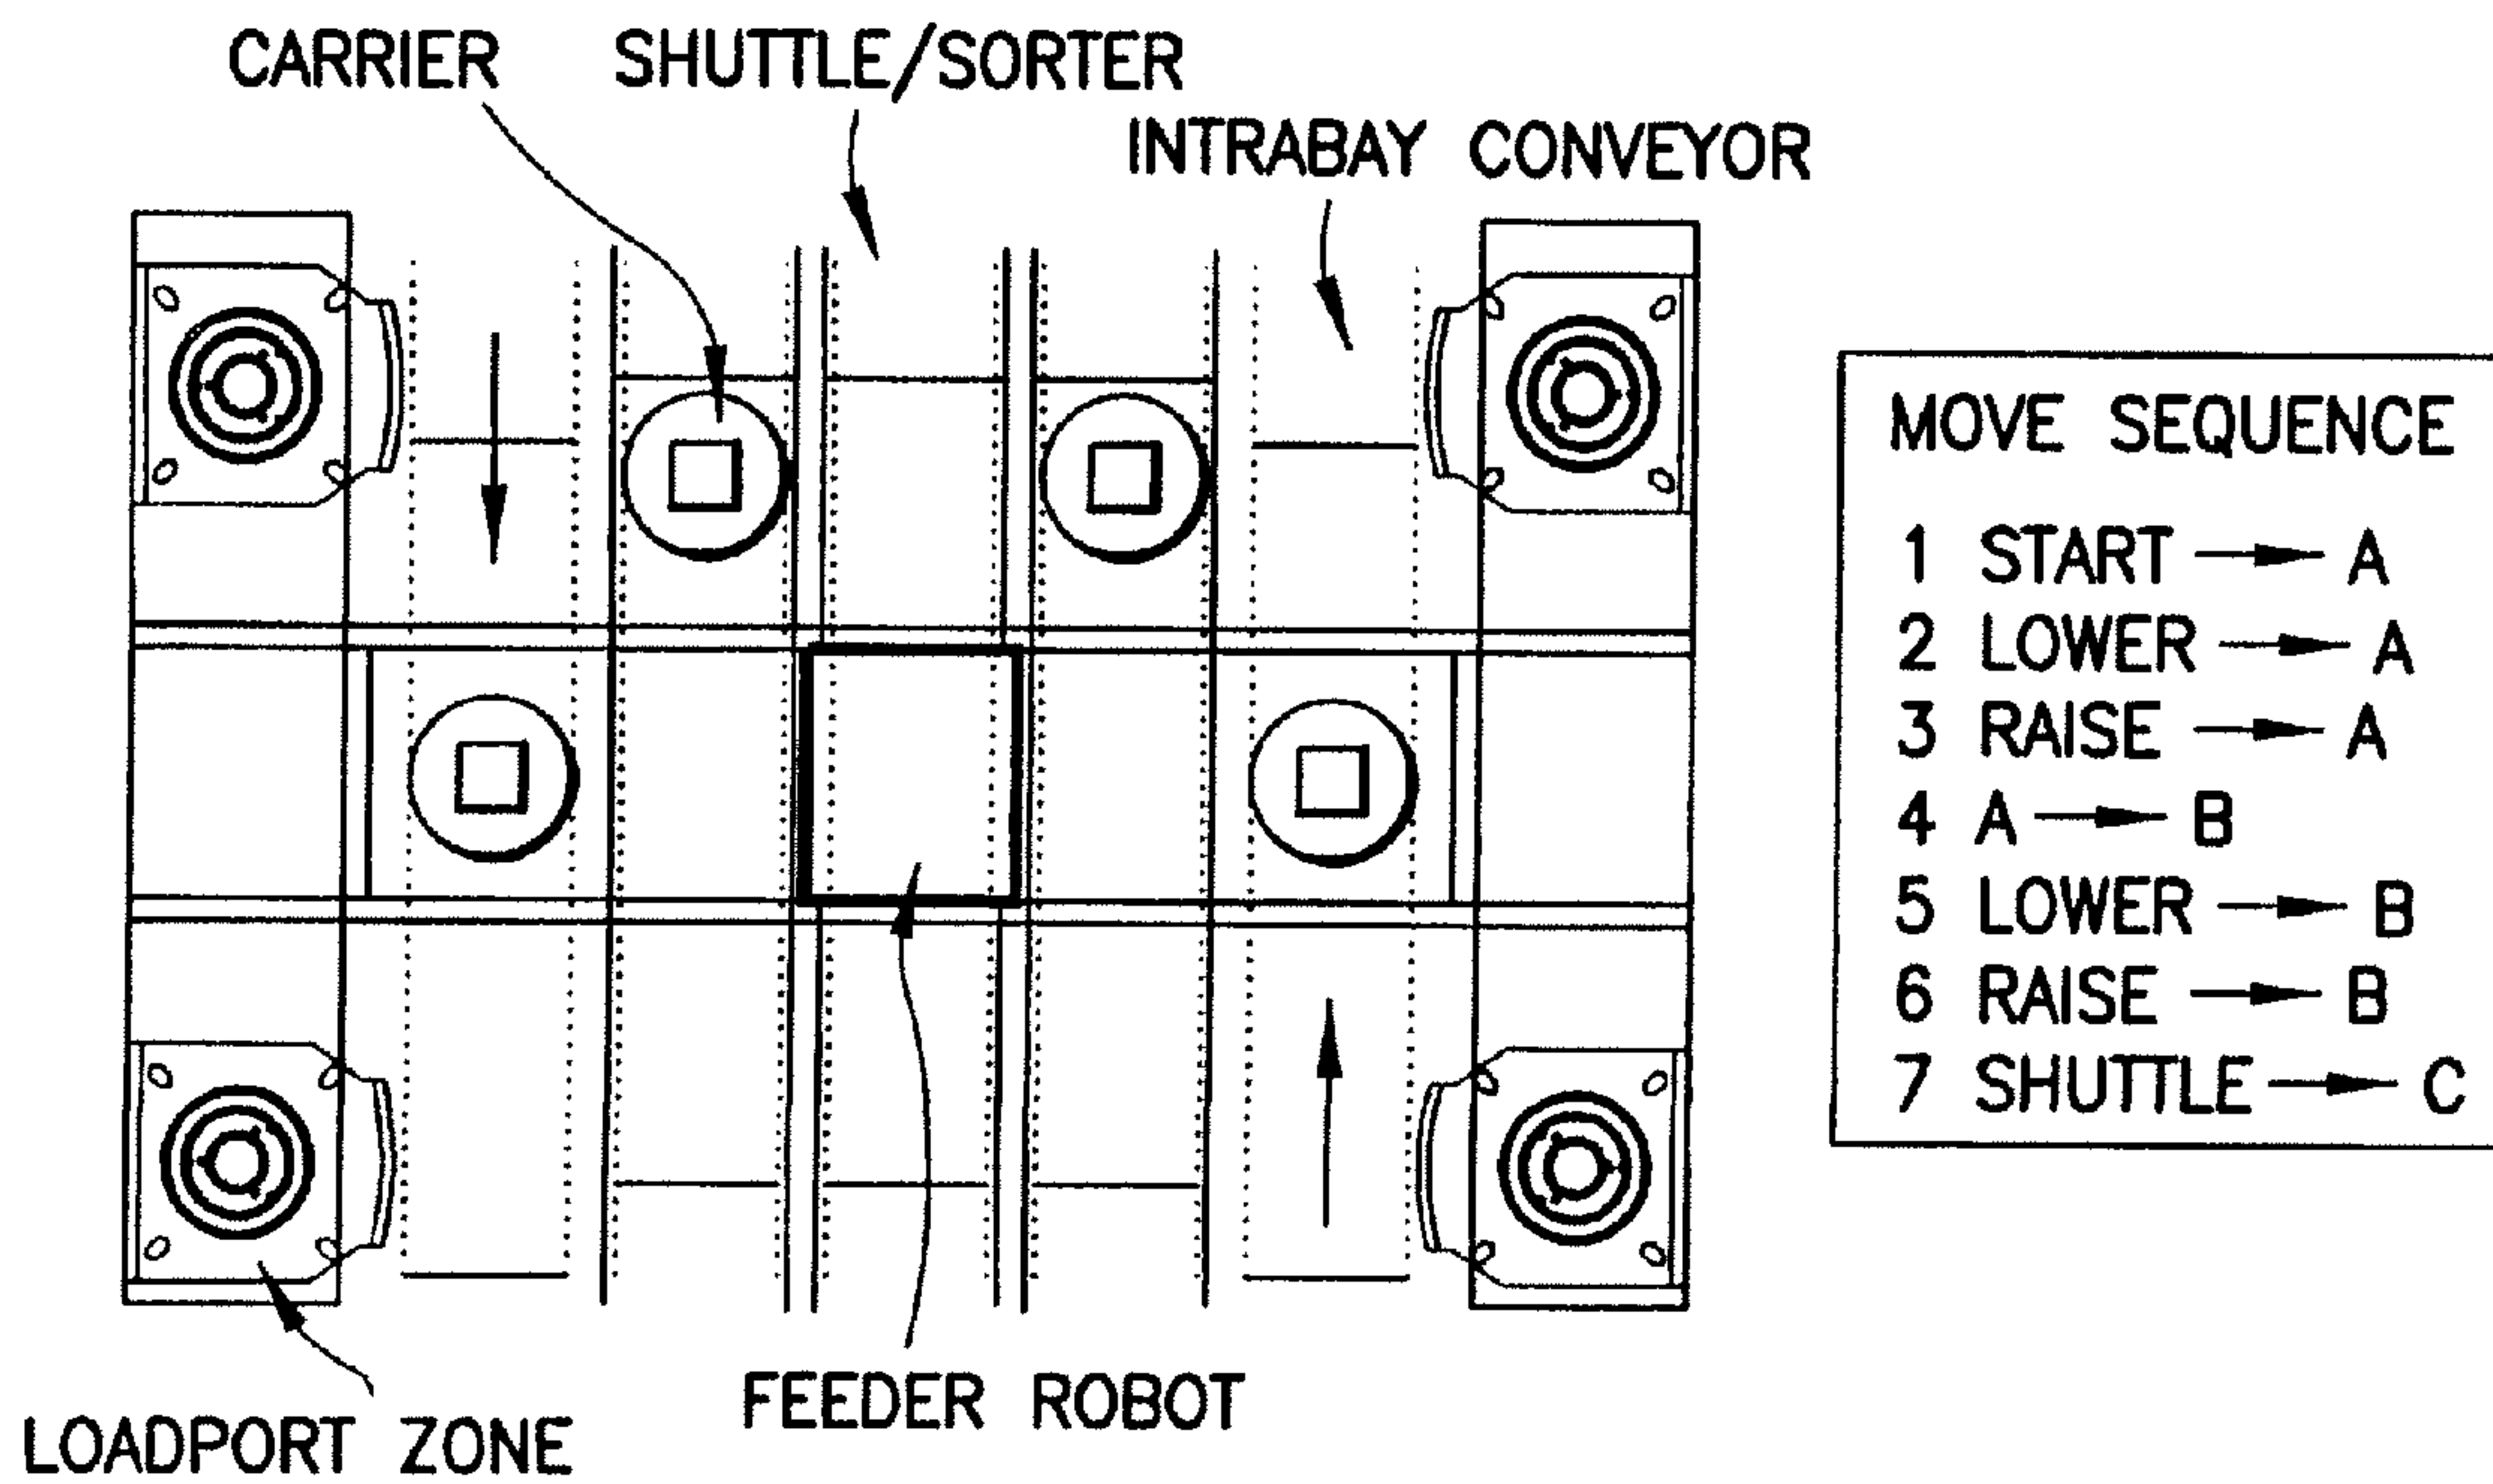 CARRIER
SHUTTLE/SORTER
INTRABAY CONVEYOR
MOVE SEQUENCE
1 START → A
2 LOWER → A
3 RAISE → A
4 A → B
5 LOWER → B
6 RAISE → B
7 SHUTTLE → C
FEEDER ROBOT
LOADPORT ZONE